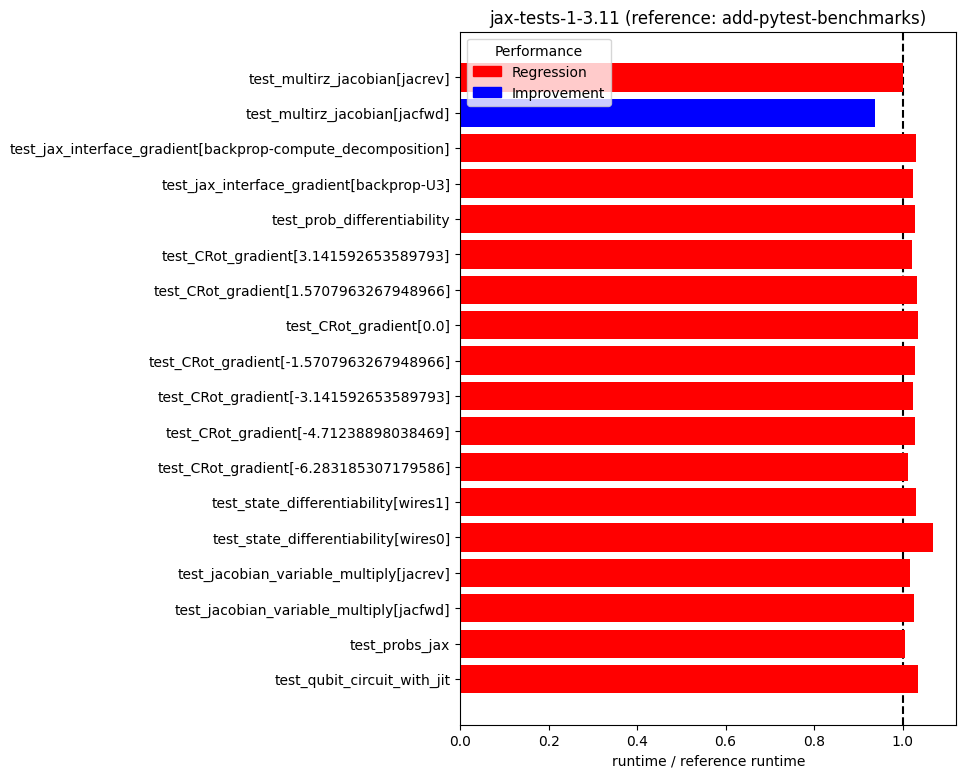 jax-tests-1-3.11 (reference: add-pytest-benchmarks)
Performance
Regression
Improvement
test_multirz_jacobian[jacrev]
test_multirz_jacobian[jacfwd]
test_jax_interface_gradient[backprop-compute_decomposition]
test_jax_interface_gradient[backprop-U3]
test_prob_differentiability
test_CRot_gradient[3.141592653589793]
test_CRot_gradient[1.5707963267948966]
test_CRot_gradient[0.0]
test_CRot_gradient[-1.5707963267948966]
test_CRot_gradient[-3.141592653589793]
test_CRot_gradient[-4.71238898038469]
test_CRot_gradient[-6.283185307179586]
test_state_differentiability[wires1]
test_state_differentiability[wires0]
test_jacobian_variable_multiply[jacrev]
test_jacobian_variable_multiply[jacfwd]
test_probs_jax
test_qubit_circuit_with_jit
0.0 0.2 0.4 0.6 0.8 1.0
runtime / reference runtime